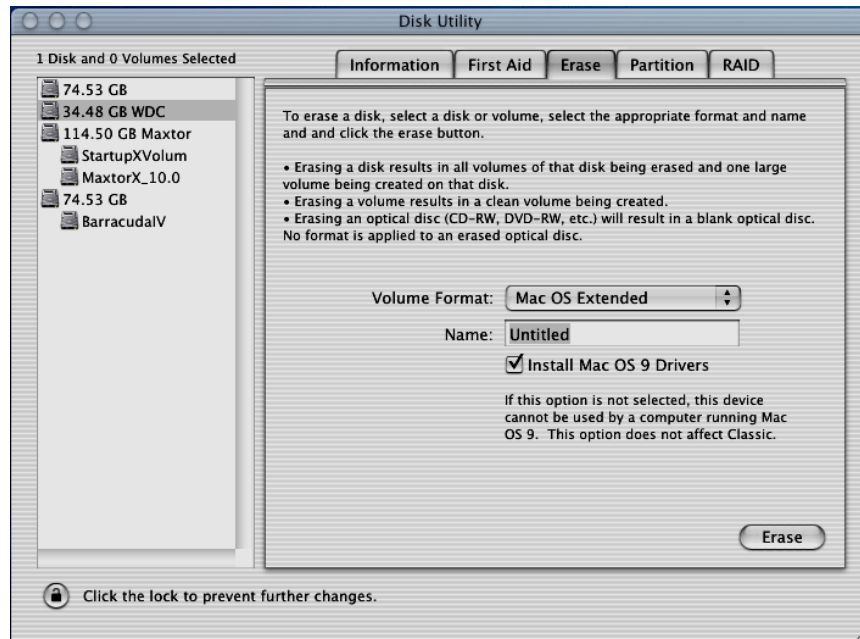 Disk Utility
1 Disk and 0 Volumes Selected
74.53 GB
34.48 GB WDC
114.50 GB Maxtor
StartupXVolum
MaxtorX_10.0
74.53 GB
BarracudaIV
Information
First Aid
Erase
Partition
RAID
To erase a disk, select a disk or volume, select the appropriate format and name
and and click the erase button.
• Erasing a disk results in all volumes of that disk being erased and one large
volume being created on that disk.
• Erasing a volume results in a clean volume being created.
• Erasing an optical disc (CD-RW, DVD-RW, etc.) will result in a blank optical disc.
No format is applied to an erased optical disc.
Volume Format: Mac OS Extended
Name: Untitled
Install Mac OS 9 Drivers
If this option is not selected, this device
cannot be used by a computer running Mac
OS 9. This option does not affect Classic.
Erase
Click the lock to prevent further changes.